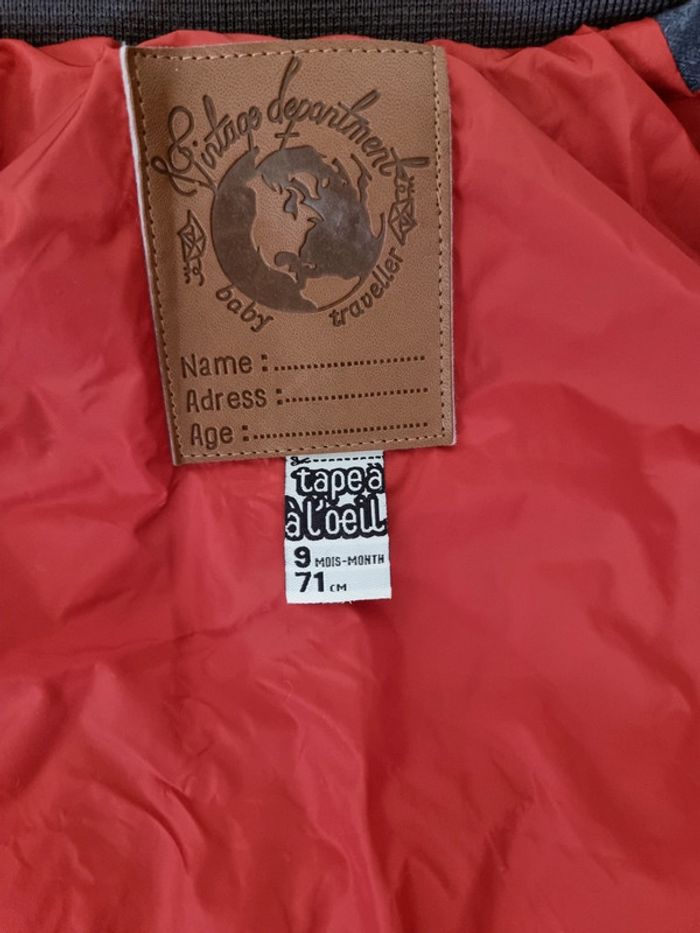 Vintage department
baby traveller
Name :....................
Adress :....................
Age :....................
tape à
à l'oeil
9 MOIS-MONTH
71 CM